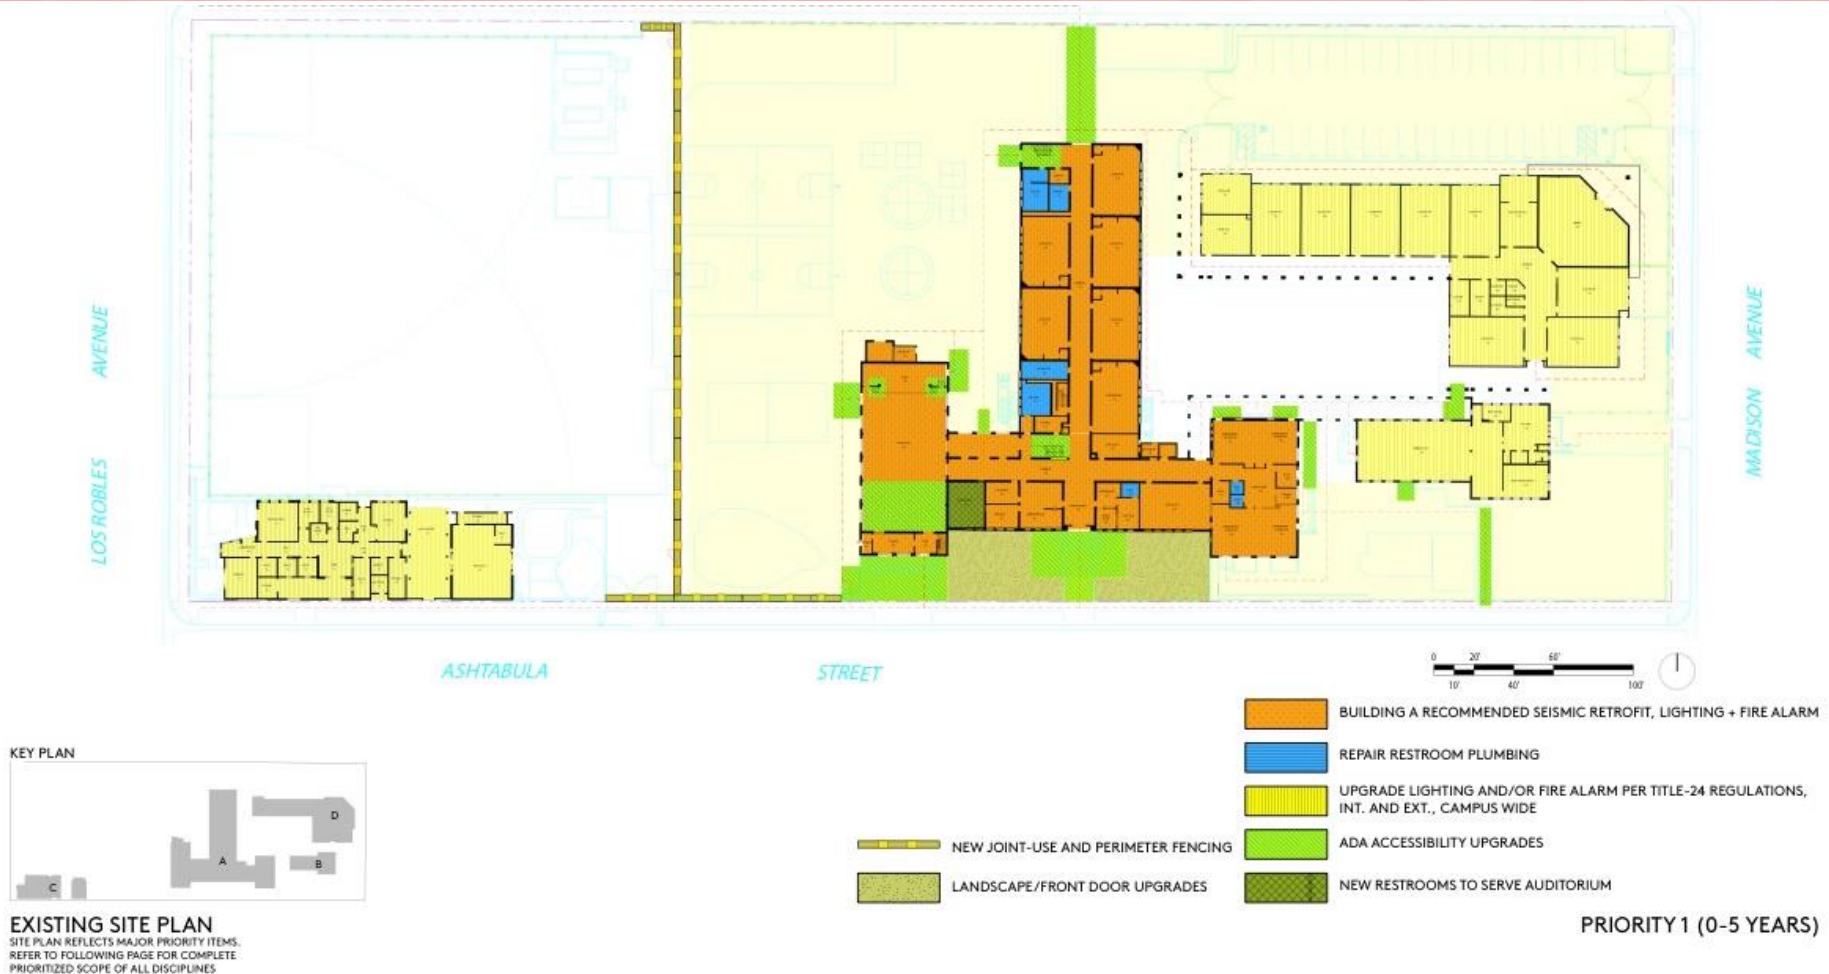 LOS ROBLES AVENUE
MADISON AVENUE
ASHTABULA STREET
0 20' 60'
10' 40' 100'
BUILDING A RECOMMENDED SEISMIC RETROFIT, LIGHTING + FIRE ALARM
REPAIR RESTROOM PLUMBING
UPGRADE LIGHTING AND/OR FIRE ALARM PER TITLE-24 REGULATIONS,
INT. AND EXT., CAMPUS WIDE
NEW JOINT-USE AND PERIMETER FENCING
ADA ACCESSIBILITY UPGRADES
LANDSCAPE/FRONT DOOR UPGRADES
NEW RESTROOMS TO SERVE AUDITORIUM
KEY PLAN
D
A
B
C
EXISTING SITE PLAN
SITE PLAN REFLECTS MAJOR PRIORITY ITEMS.
REFER TO FOLLOWING PAGE FOR COMPLETE
PRIORITIZED SCOPE OF ALL DISCIPLINES
PRIORITY 1 (0-5 YEARS)